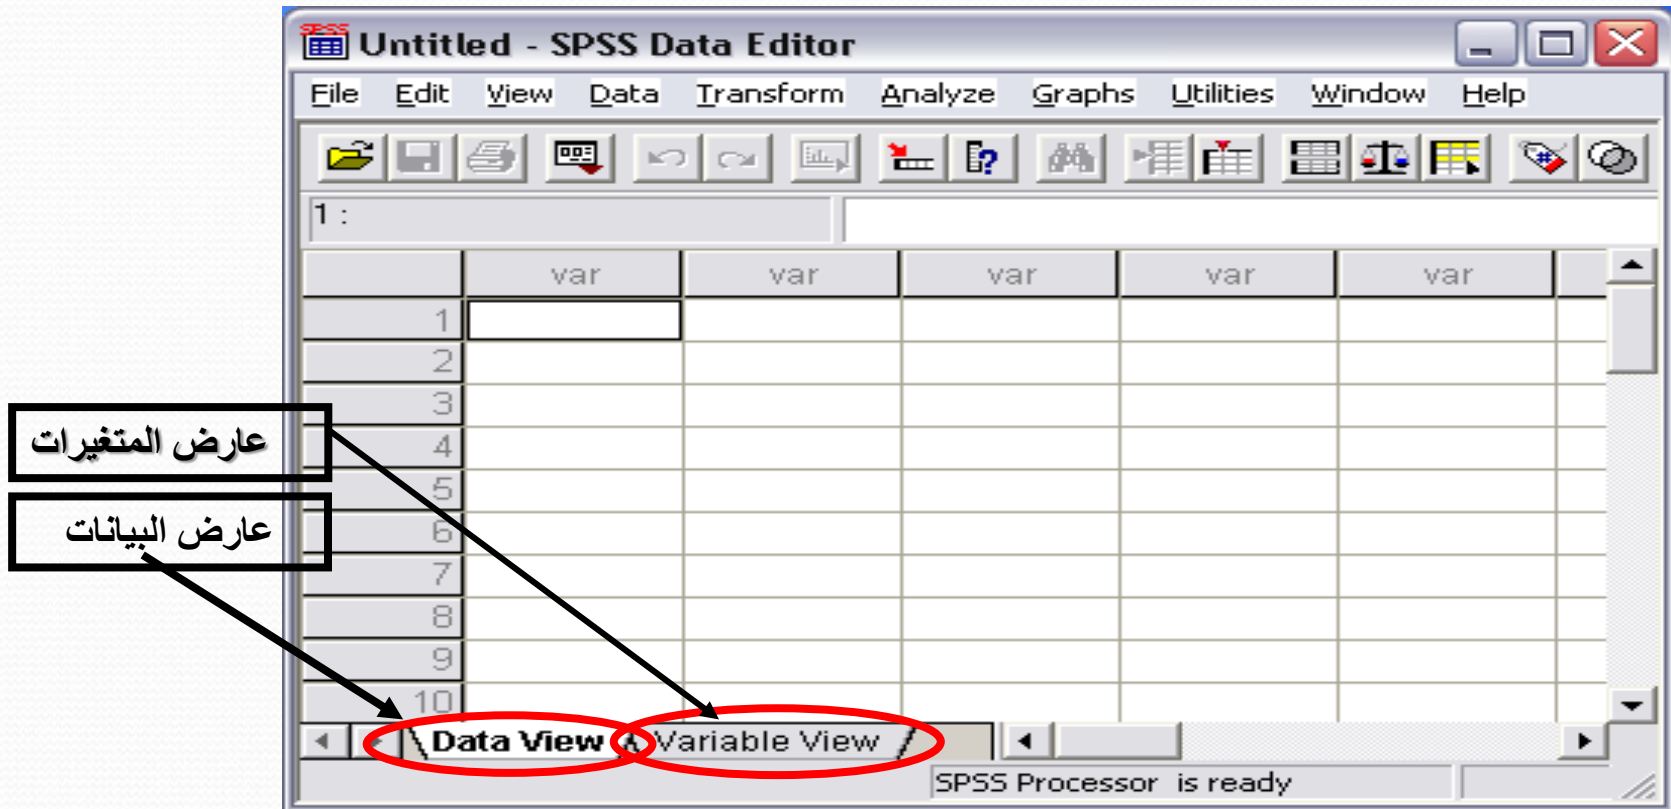 SPSS
Untitled - SPSS Data Editor
File Edit View Data Transform Analyze Graphs Utilities Window Help
1 :
var var var var var
1
2
3
عارض المتغيرات
4
5
عارض البيانات
6
7
8
9
10
Data View Variable View
SPSS Processor is ready